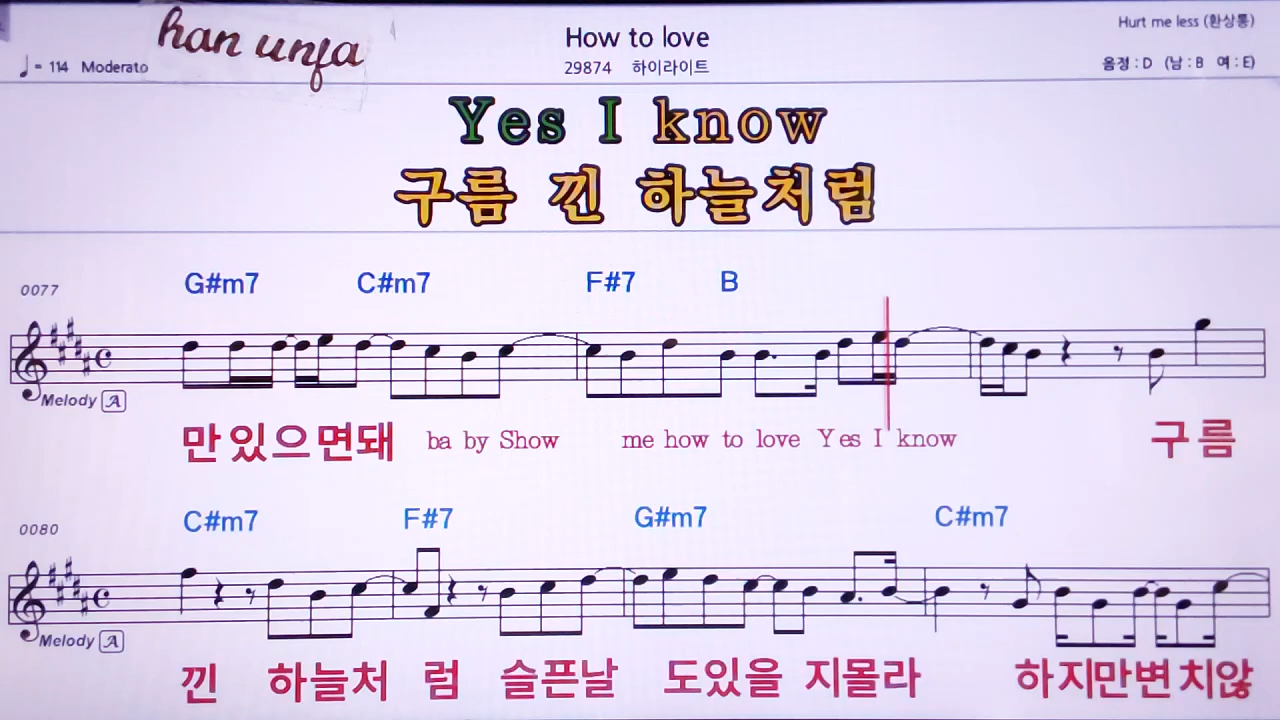 han unfa
Hurt me less (환상통)
How to love
♩= 114 Moderato
29874 하이라이트
음정 : D (남 : B 여 : E)
Yes I know
구름 낀 하늘처럼
0077
G#m7 C#m7 F#7 B
Melody A
만 있으면돼 ba by Show me how to love Yes I know 구름
0080
C#m7 F#7 G#m7 C#m7
Melody A
낀 하늘처 럼 슬픈날 도있을 지몰라 하지만변 치않